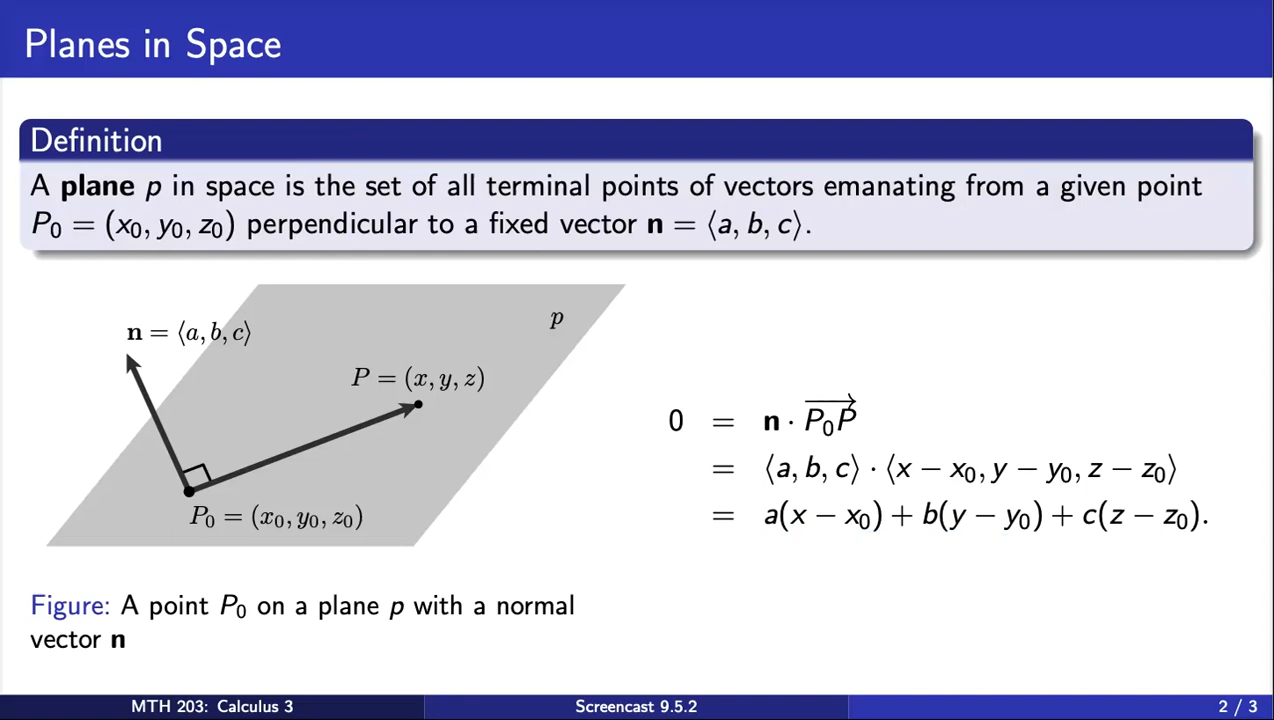 Planes in Space
Definition
A plane p in space is the set of all terminal points of vectors emanating from a given point
P₀ = (x₀, y₀, z₀) perpendicular to a fixed vector n = ⟨a, b, c⟩.
n = ⟨a, b, c⟩
p
P = (x, y, z)
P₀ = (x₀, y₀, z₀)
Figure: A point P₀ on a plane p with a normal
vector n
0 = n · \overrightarrow{P₀P}
= ⟨a, b, c⟩ · ⟨x − x₀, y − y₀, z − z₀⟩
= a(x − x₀) + b(y − y₀) + c(z − z₀).
MTH 203: Calculus 3
Screencast 9.5.2
2 / 3